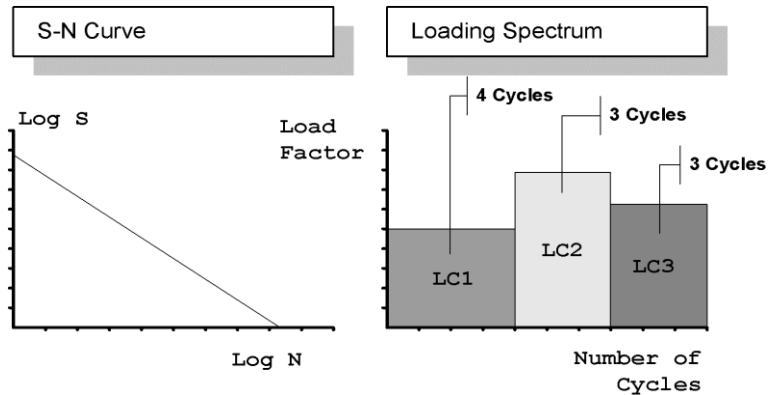 S-N Curve
Loading Spectrum
Log S
Load
Factor
4 Cycles
3 Cycles
3 Cycles
LC1
LC2
LC3
Log N
Number of
Cycles